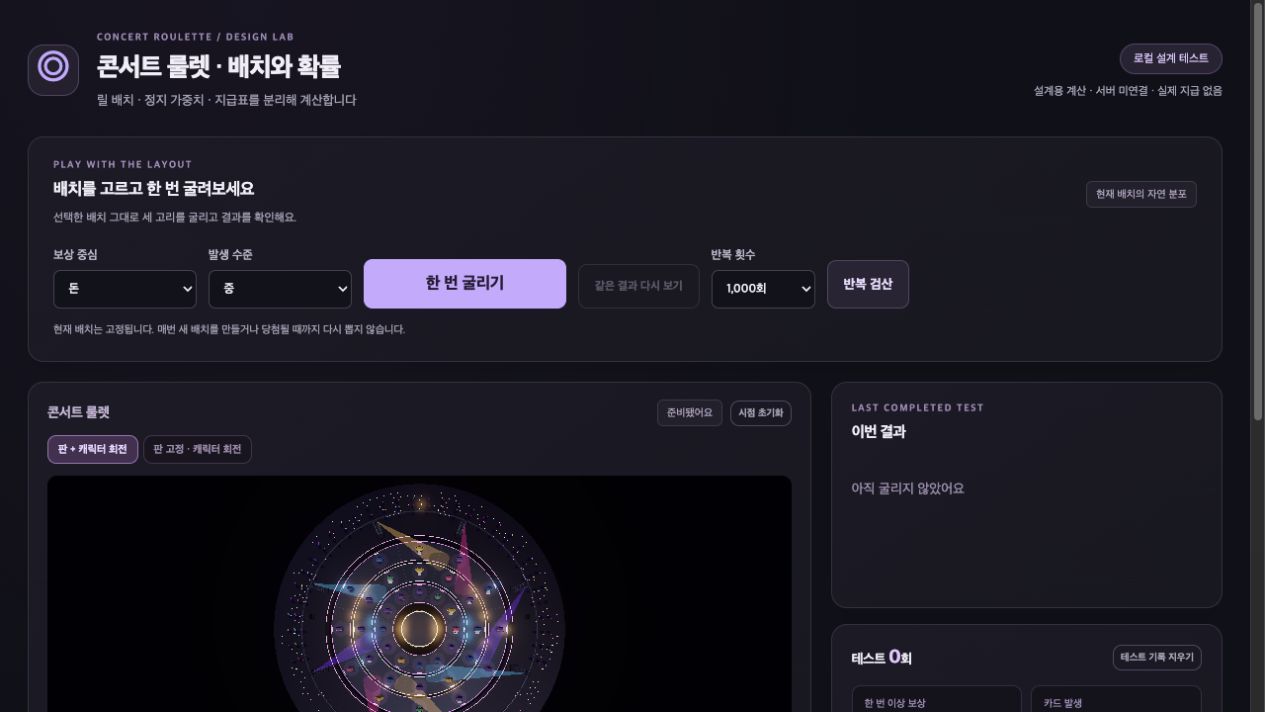 CONCERT ROULETTE / DESIGN LAB
콘서트 룰렛 · 배치와 확률
릴 배치 · 정지 가중치 · 지급표를 분리해 계산합니다
로컬 설계 테스트
설계용 계산 · 서버 미연결 · 실제 지급 없음
PLAY WITH THE LAYOUT
배치를 고르고 한 번 굴려보세요
선택한 배치 그대로 세 고리를 굴리고 결과를 확인해요.
현재 배치의 자연 분포
보상 중심
발생 수준
반복 횟수
돈
중
한 번 굴리기
같은 결과 다시 보기
1,000회
반복 검산
현재 배치는 고정됩니다. 매번 새 배치를 만들거나 당첨될 때까지 다시 뽑지 않습니다.
콘서트 룰렛
준비됐어요
시점 초기화
판 + 캐릭터 회전
판 고정 · 캐릭터 회전
LAST COMPLETED TEST
이번 결과
아직 굴리지 않았어요
테스트 0회
테스트 기록 지우기
한 번 이상 보상
카드 발생